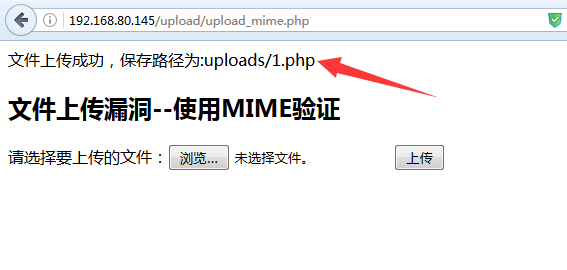 192.168.80.145/upload/upload_mime.php
文件上传成功，保存路径为:uploads/1.php
文件上传漏洞--使用MIME验证
请选择要上传的文件：浏览... 未选择文件。 上传